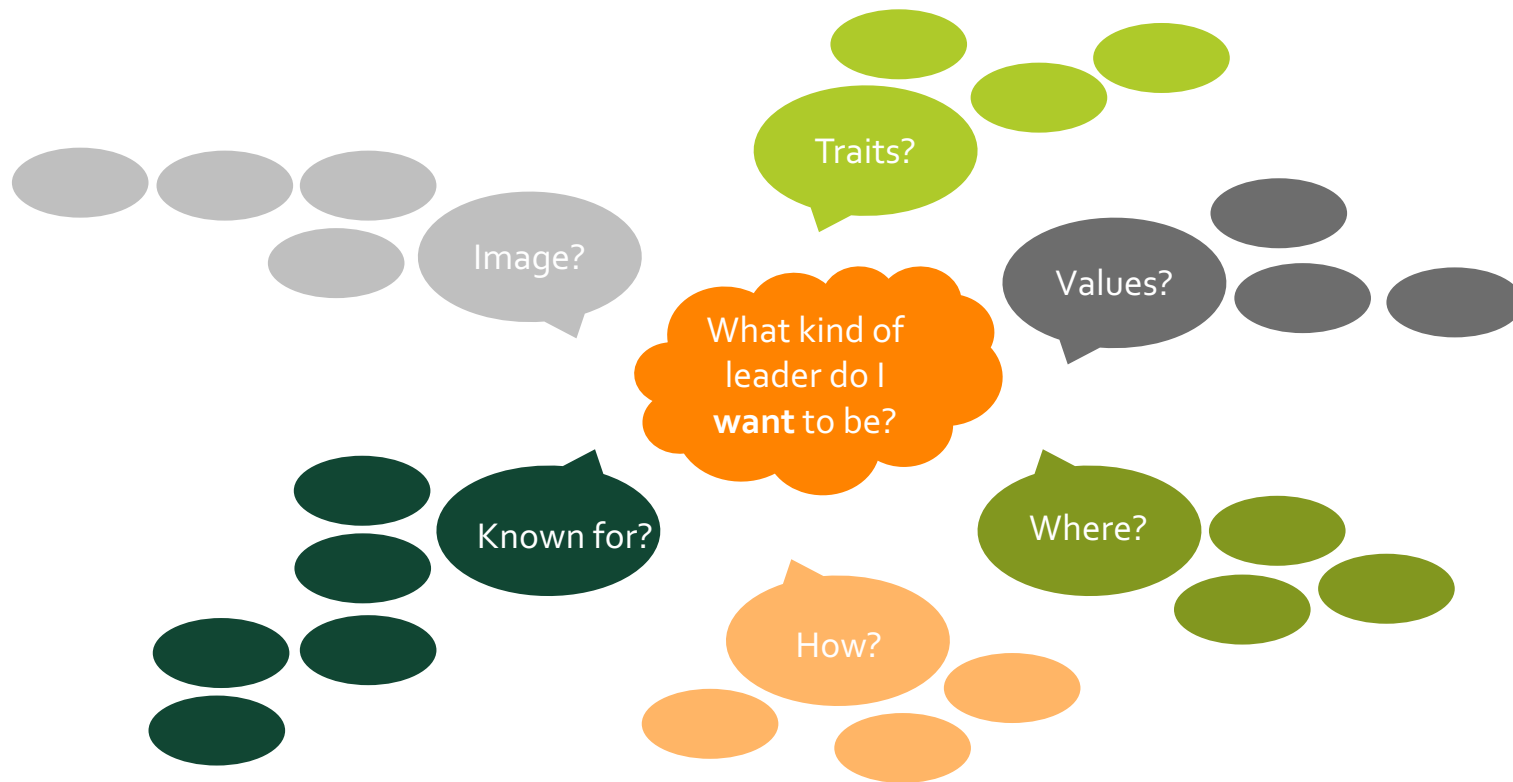 Traits?
Image?
Values?
What kind of
leader do I
want to be?
Known for?
Where?
How?